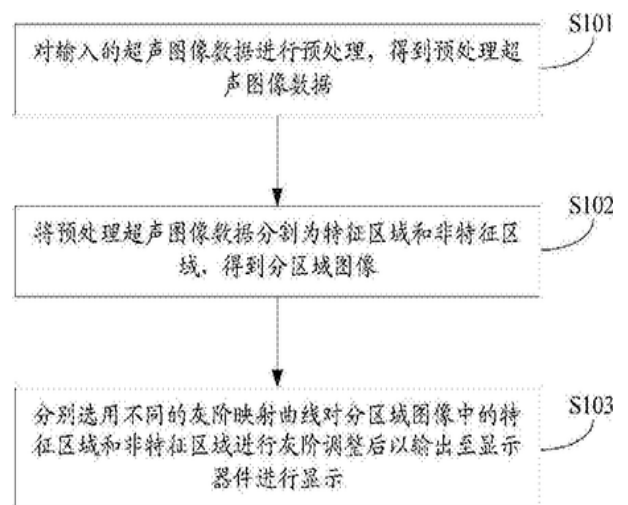 S101
对输入的超声图像数据进行预处理，得到预处理超
声图像数据
S102
将预处理超声图像数据分割为特征区域和非特征区
域，得到分区域图像
S103
分别选用不同的灰阶映射曲线对分区域图像中的特
征区域和非特征区域进行灰阶调整后以输出至显示
器件进行显示